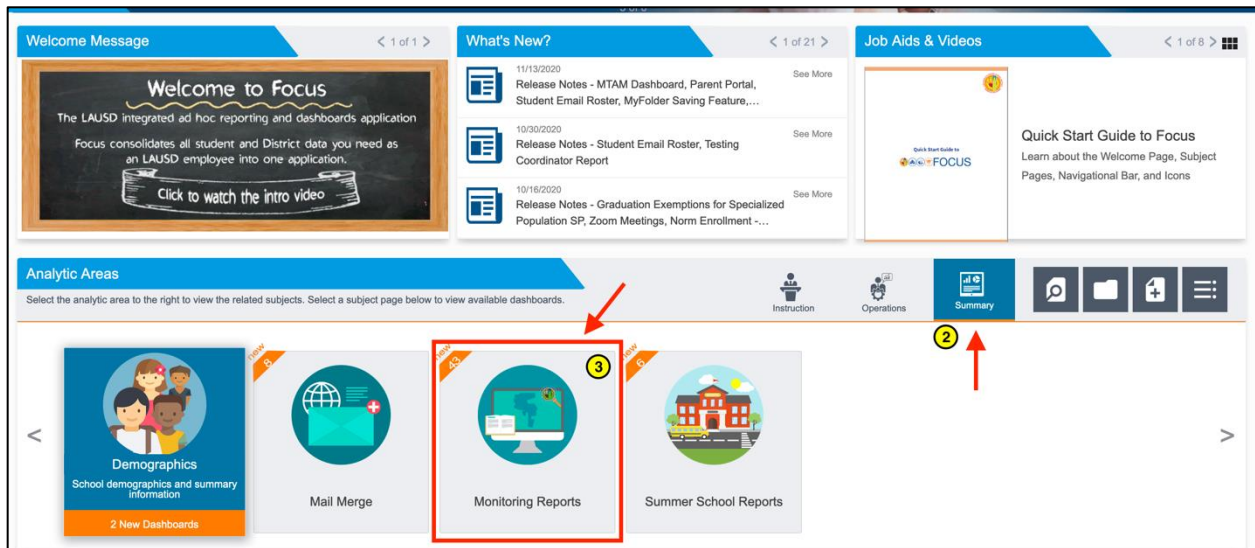 Welcome Message
< 1 of 1 >
Welcome to Focus
The LAUSD integrated ad hoc reporting and dashboards application
Focus consolidates all student and District data you need as
an LAUSD employee into one application.
Click to watch the intro video
What's New?
< 1 of 21 >
11/13/2020
See More
Release Notes - MTAM Dashboard, Parent Portal,
Student Email Roster, MyFolder Saving Feature,...
10/30/2020
See More
Release Notes - Student Email Roster, Testing
Coordinator Report
10/16/2020
See More
Release Notes - Graduation Exemptions for Specialized
Population SP, Zoom Meetings, Norm Enrollment -...
Job Aids & Videos
< 1 of 8 >
Quick Start Guide to
FOCUS
Quick Start Guide to Focus
Learn about the Welcome Page, Subject
Pages, Navigational Bar, and Icons
Analytic Areas
Select the analytic area to the right to view the related subjects. Select a subject page below to view available dashboards.
Instruction
Operations
Summary
2
Demographics
School demographics and summary
information
2 New Dashboards
new
8
Mail Merge
new
43
3
Monitoring Reports
new
6
Summer School Reports